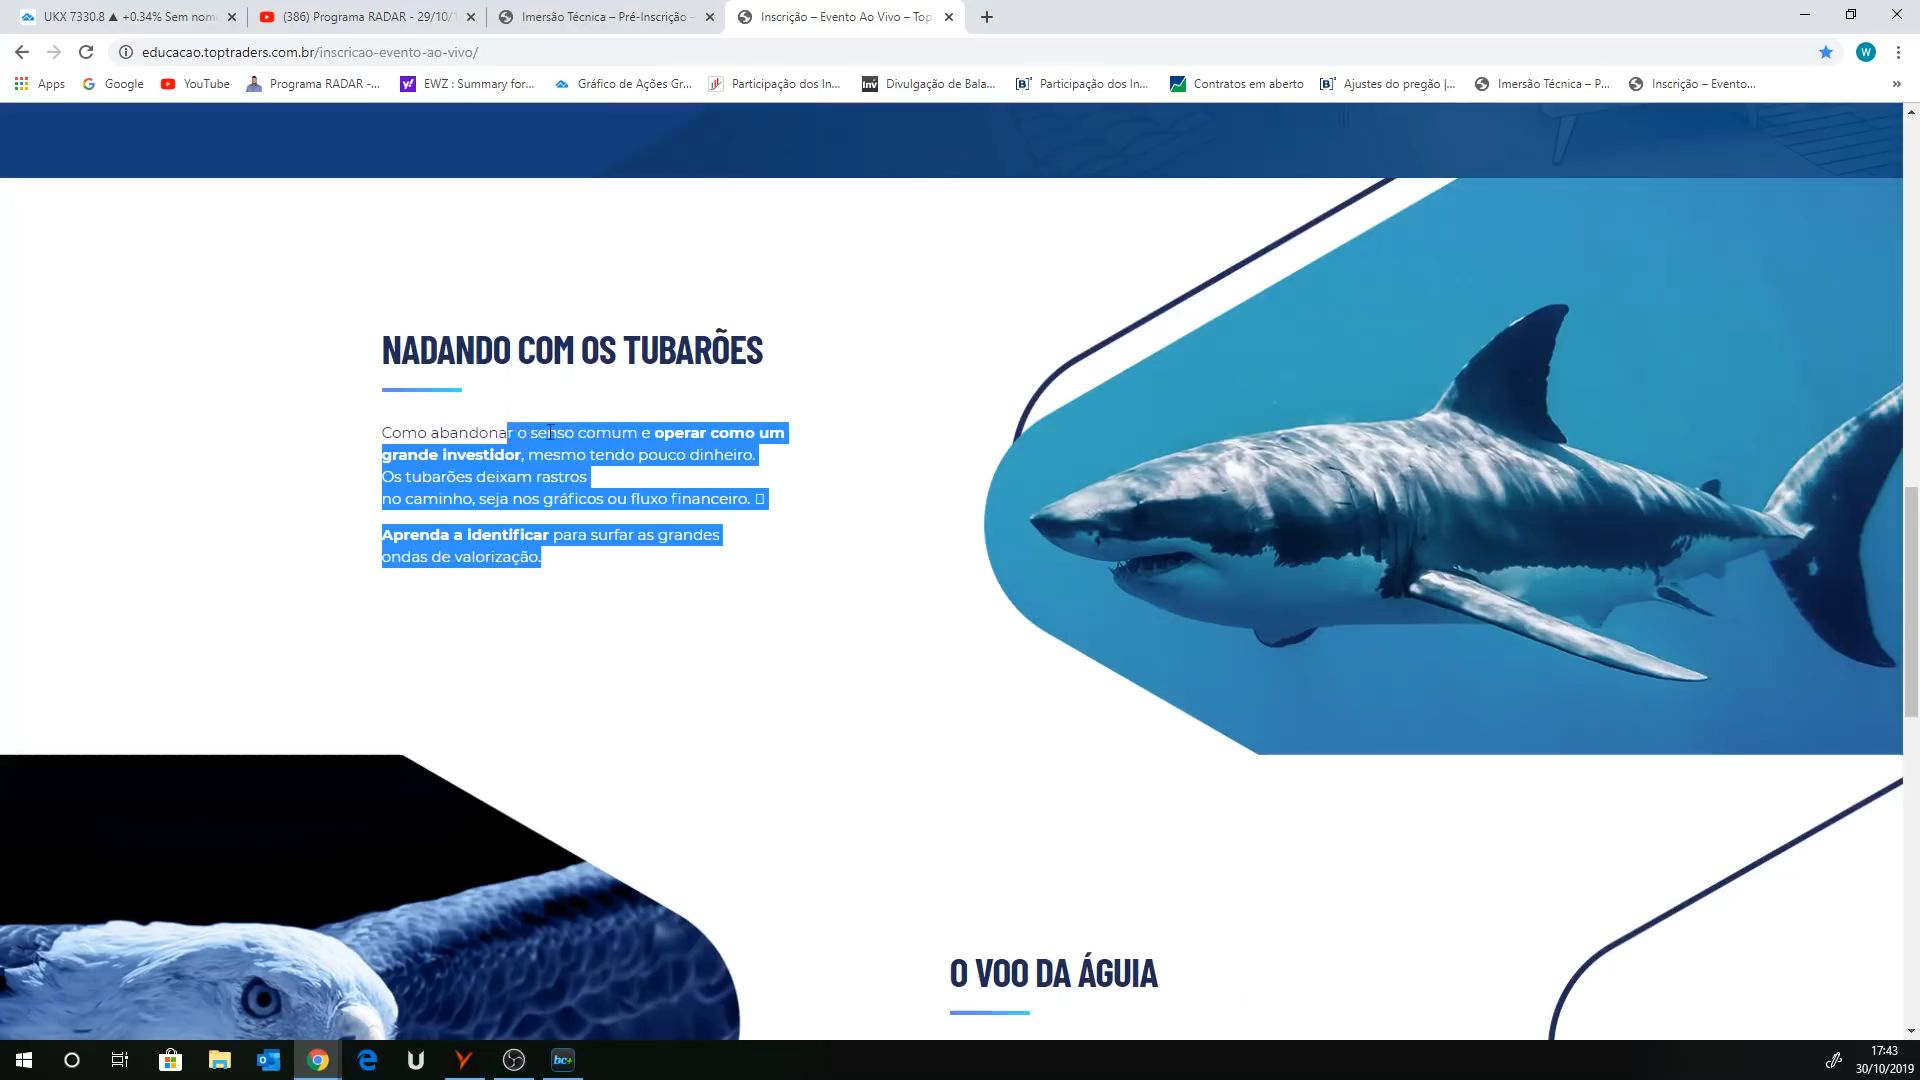 UKX 7330.8 ▲ +0.34% Sem nom
(386) Programa RADAR - 29/10/1
Imersão Técnica – Pré-Inscrição –
Inscrição – Evento Ao Vivo – Top
educacao.toptraders.com.br/inscricao-evento-ao-vivo/
W
Apps
Google
YouTube
Programa RADAR -...
EWZ : Summary for...
Gráfico de Ações Gr...
Participação dos In...
Divulgação de Bala...
Participação dos In...
Contratos em aberto
Ajustes do pregão |...
Imersão Técnica – P...
Inscrição – Evento...
NADANDO COM OS TUBARÕES
Como abandonar o senso comum e operar como um
grande investidor, mesmo tendo pouco dinheiro.
Os tubarões deixam rastros
no caminho, seja nos gráficos ou fluxo financeiro.
Aprenda a identificar para surfar as grandes
ondas de valorização.
O VOO DA ÁGUIA
bc+
17:43
30/10/2019